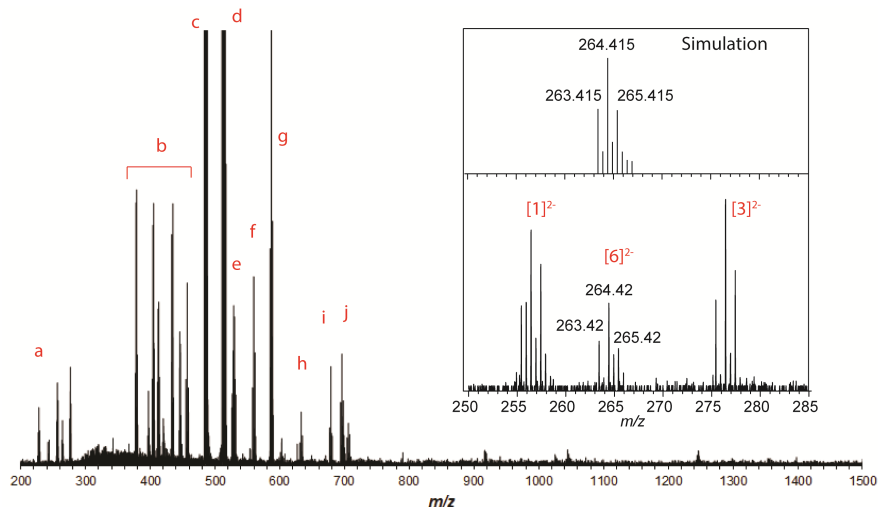 c
d
b
g
f
e
a
h
i
j
200
300
400
500
600
700
800
900
1000
1100
1200
1300
1400
1500
m/z
Simulation
264.415
263.415
265.415
[1]²⁻
[6]²⁻
[3]²⁻
264.42
263.42
265.42
250
255
260
265
270
275
280
285
m/z